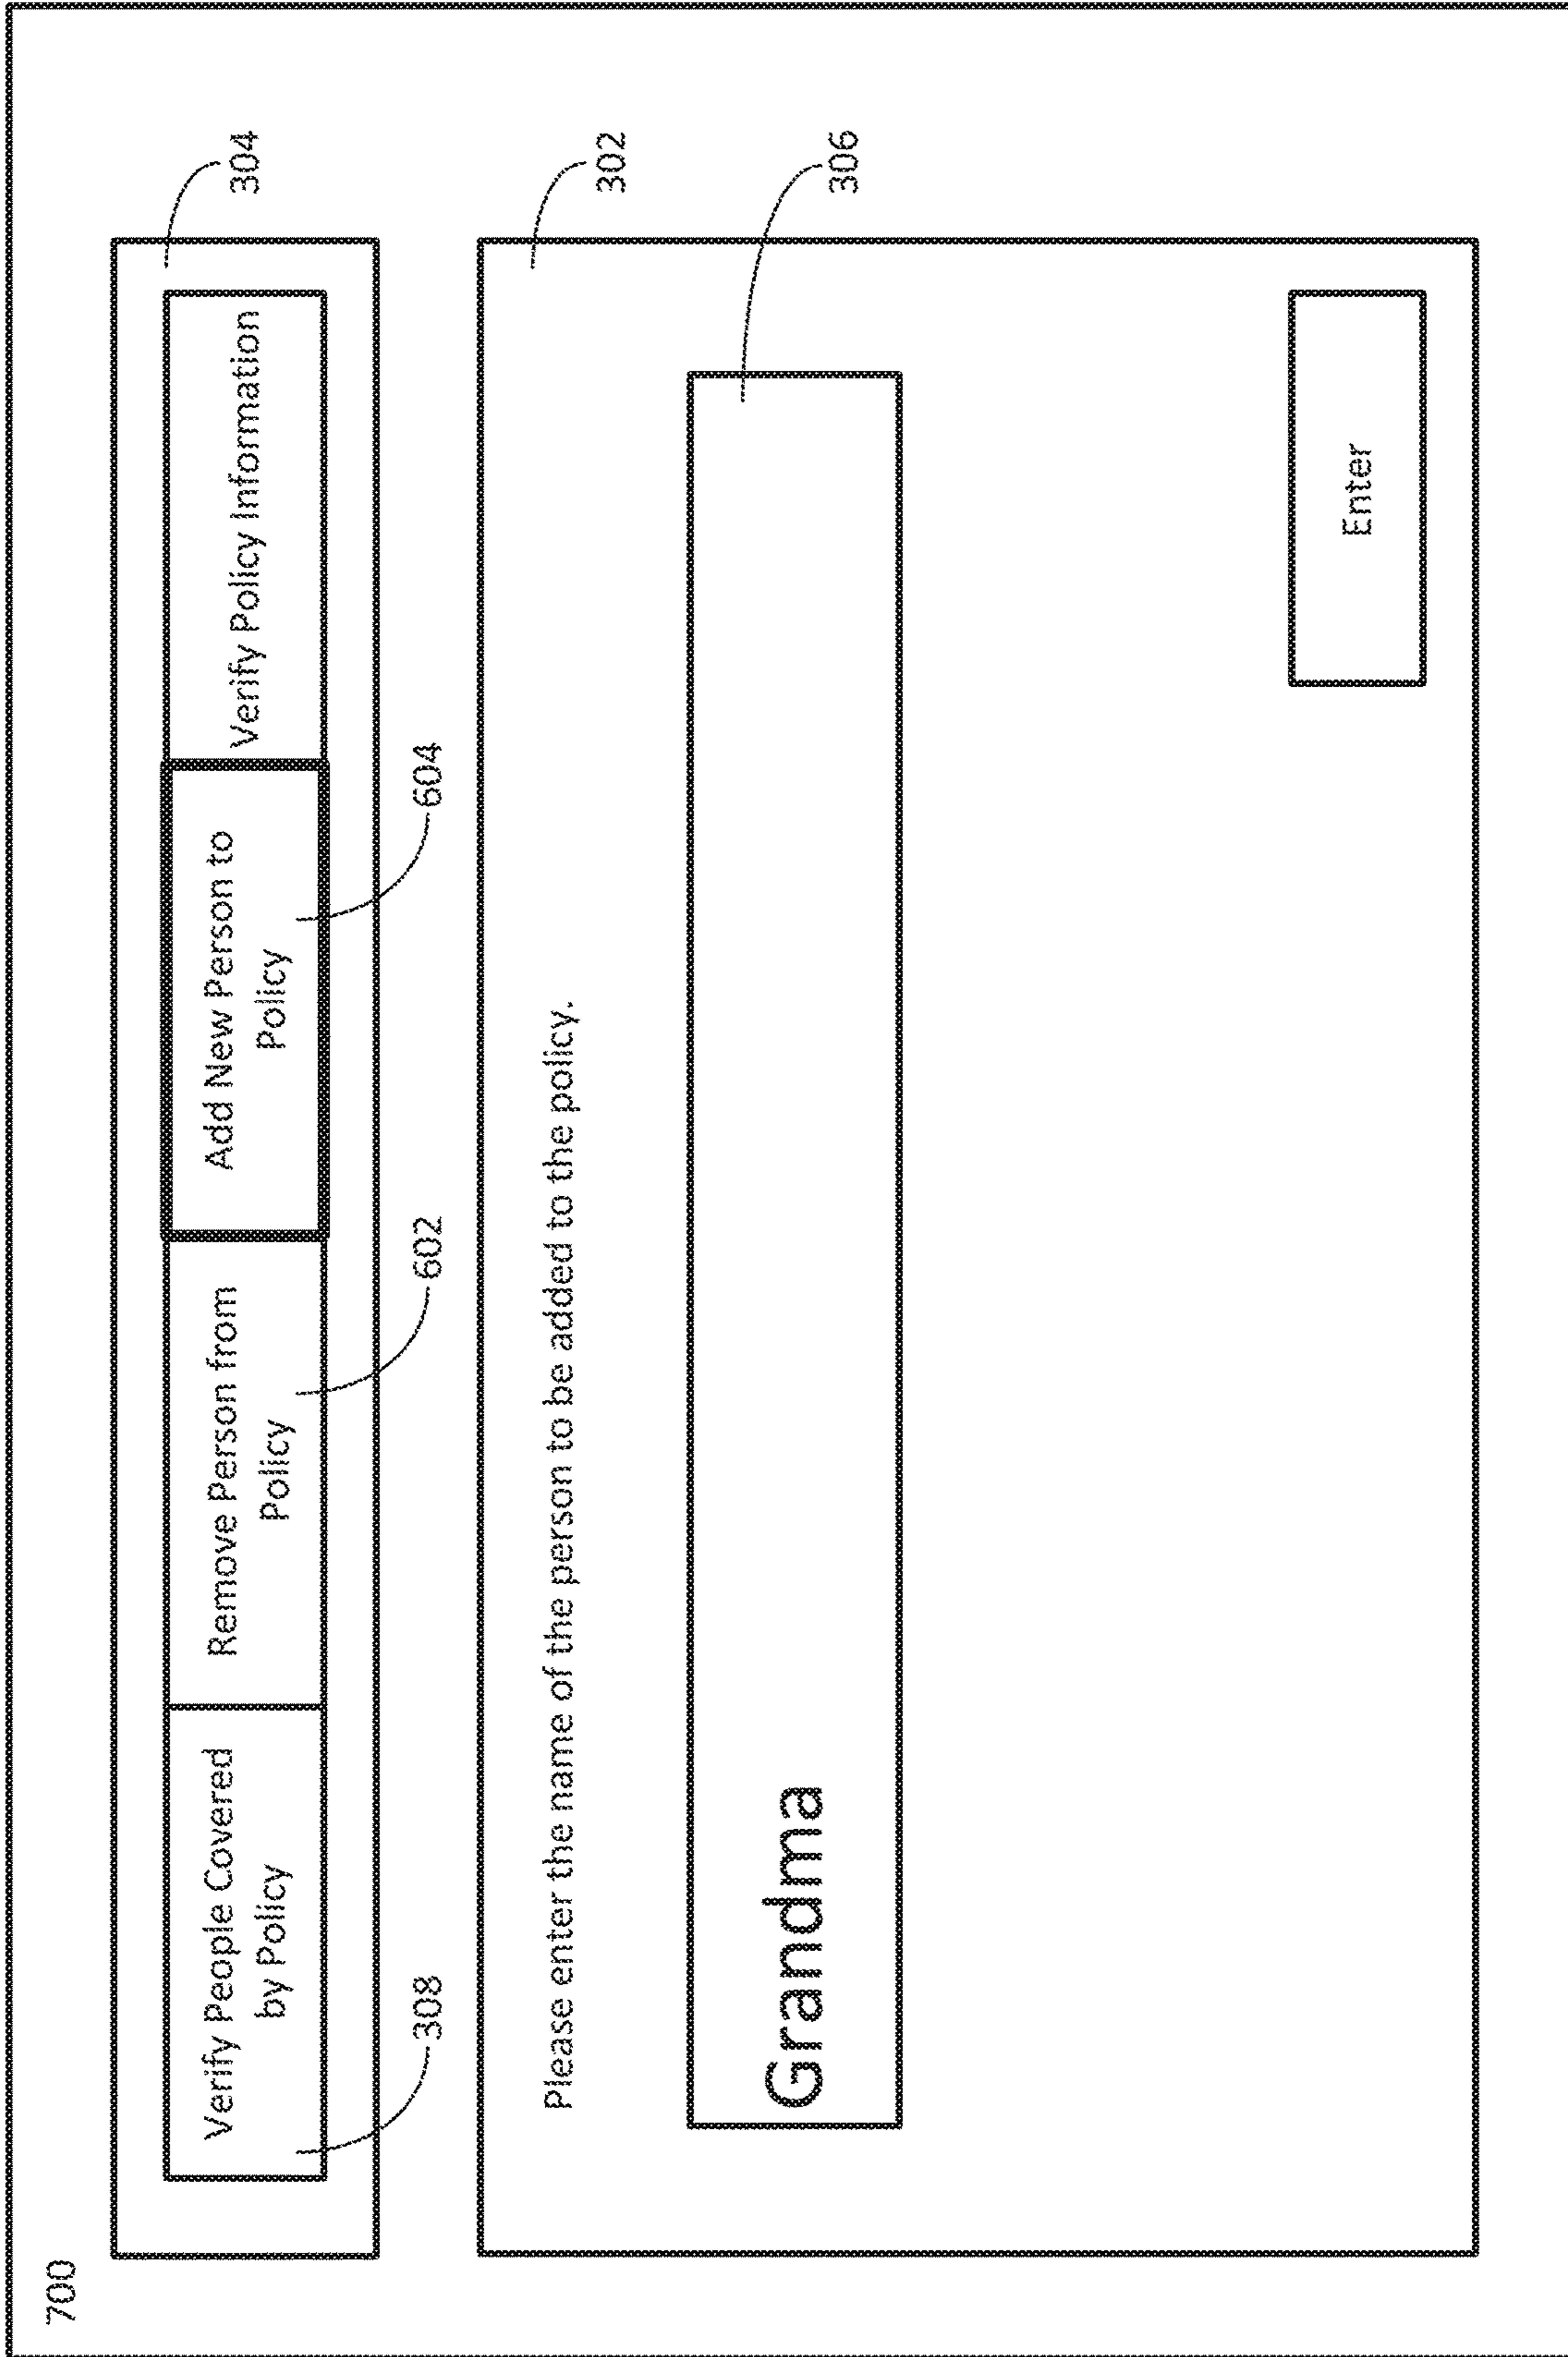 700
Verify People Covered
by Policy
Remove Person from
Policy
Add New Person to
Policy
Verify Policy Information
304
308
602
604
302
Please enter the name of the person to be added to the policy.
306
Grandma
Enter